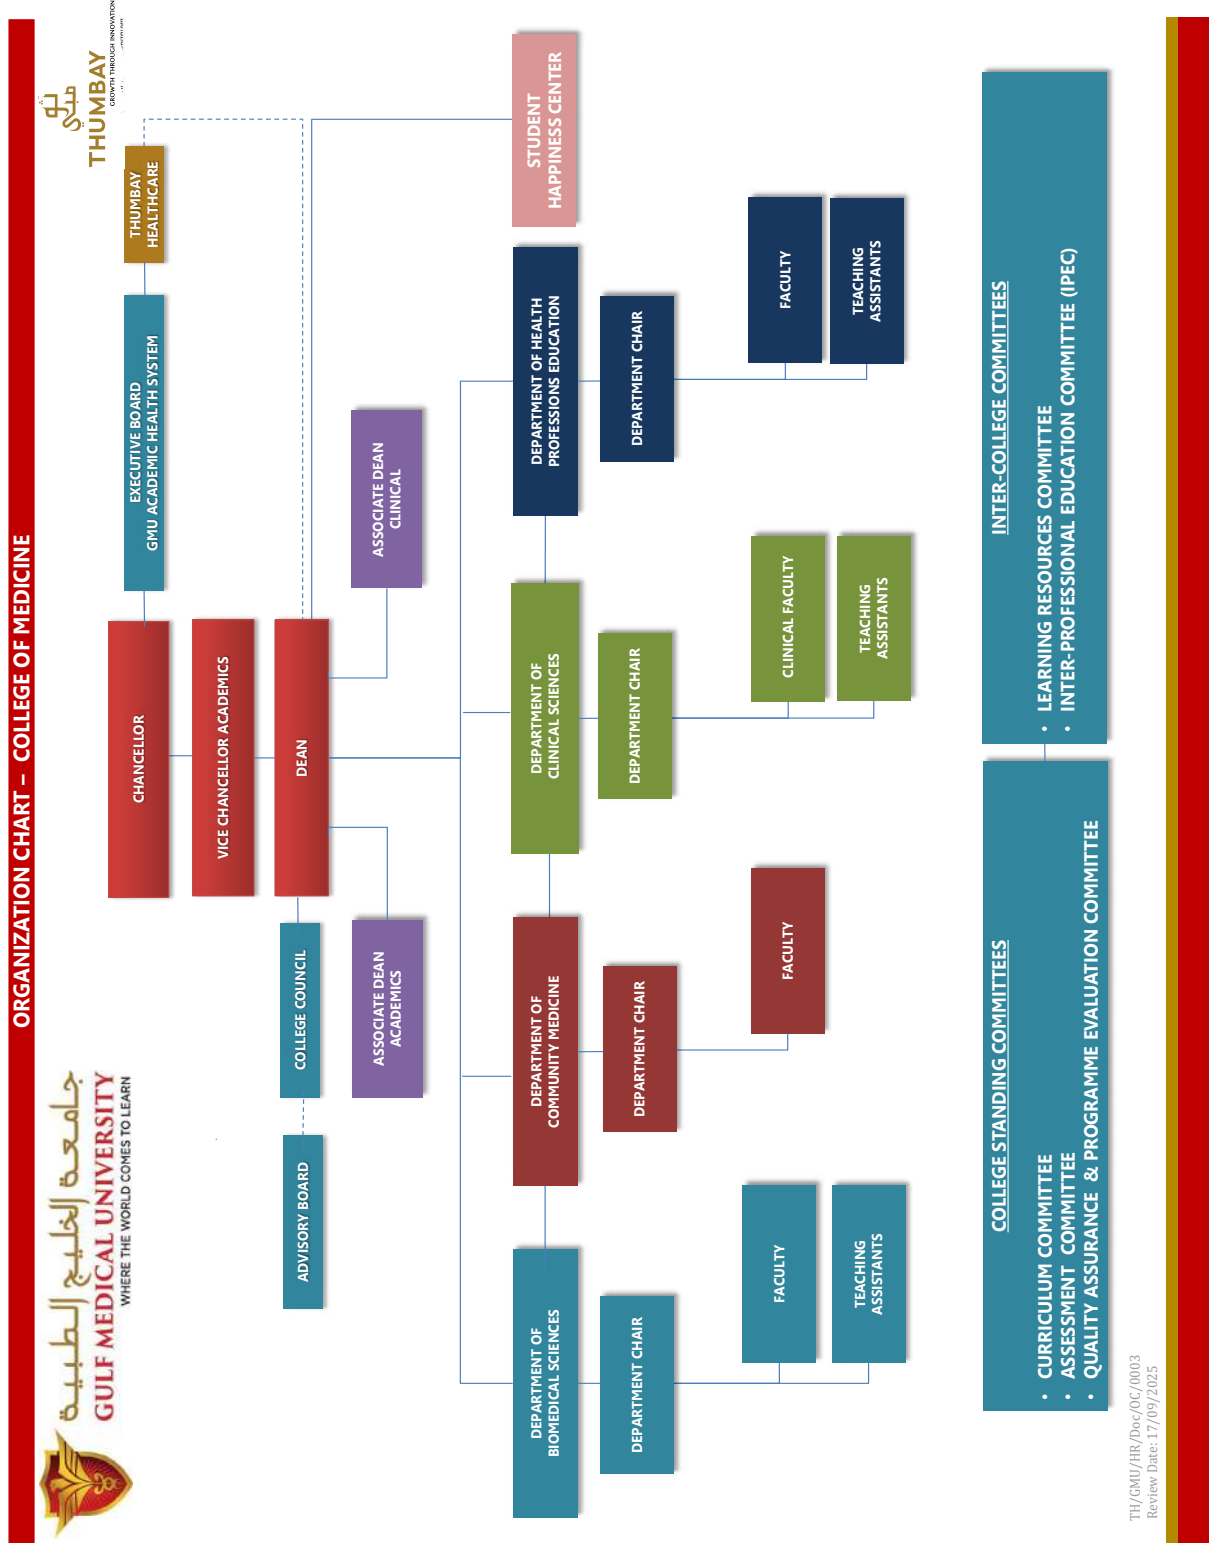 ORGANIZATION CHART – COLLEGE OF MEDICINE
جامعة الخليج الطبية
GULF MEDICAL UNIVERSITY
WHERE THE WORLD COMES TO LEARN
THUMBAY
GROWTH THROUGH INNOVATION
CHANCELLOR
EXECUTIVE BOARD
GMU ACADEMIC HEALTH SYSTEM
THUMBAY
HEALTHCARE
VICE CHANCELLOR ACADEMICS
ADVISORY BOARD
COLLEGE COUNCIL
DEAN
ASSOCIATE DEAN
ACADEMICS
ASSOCIATE DEAN
CLINICAL
DEPARTMENT OF
BIOMEDICAL SCIENCES
DEPARTMENT OF
COMMUNITY MEDICINE
DEPARTMENT OF
CLINICAL SCIENCES
DEPARTMENT OF HEALTH
PROFESSIONS EDUCATION
STUDENT
HAPPINESS CENTER
DEPARTMENT CHAIR
DEPARTMENT CHAIR
DEPARTMENT CHAIR
DEPARTMENT CHAIR
FACULTY
FACULTY
CLINICAL FACULTY
FACULTY
TEACHING
ASSISTANTS
TEACHING
ASSISTANTS
TEACHING
ASSISTANTS
COLLEGE STANDING COMMITTEES
• CURRICULUM COMMITTEE
• ASSESSMENT COMMITTEE
• QUALITY ASSURANCE & PROGRAMME EVALUATION COMMITTEE
INTER-COLLEGE COMMITTEES
• LEARNING RESOURCES COMMITTEE
• INTER-PROFESSIONAL EDUCATION COMMITTEE (IPEC)
TH/GMU/HR/Doc/OC/0003
Review Date: 17/09/2025